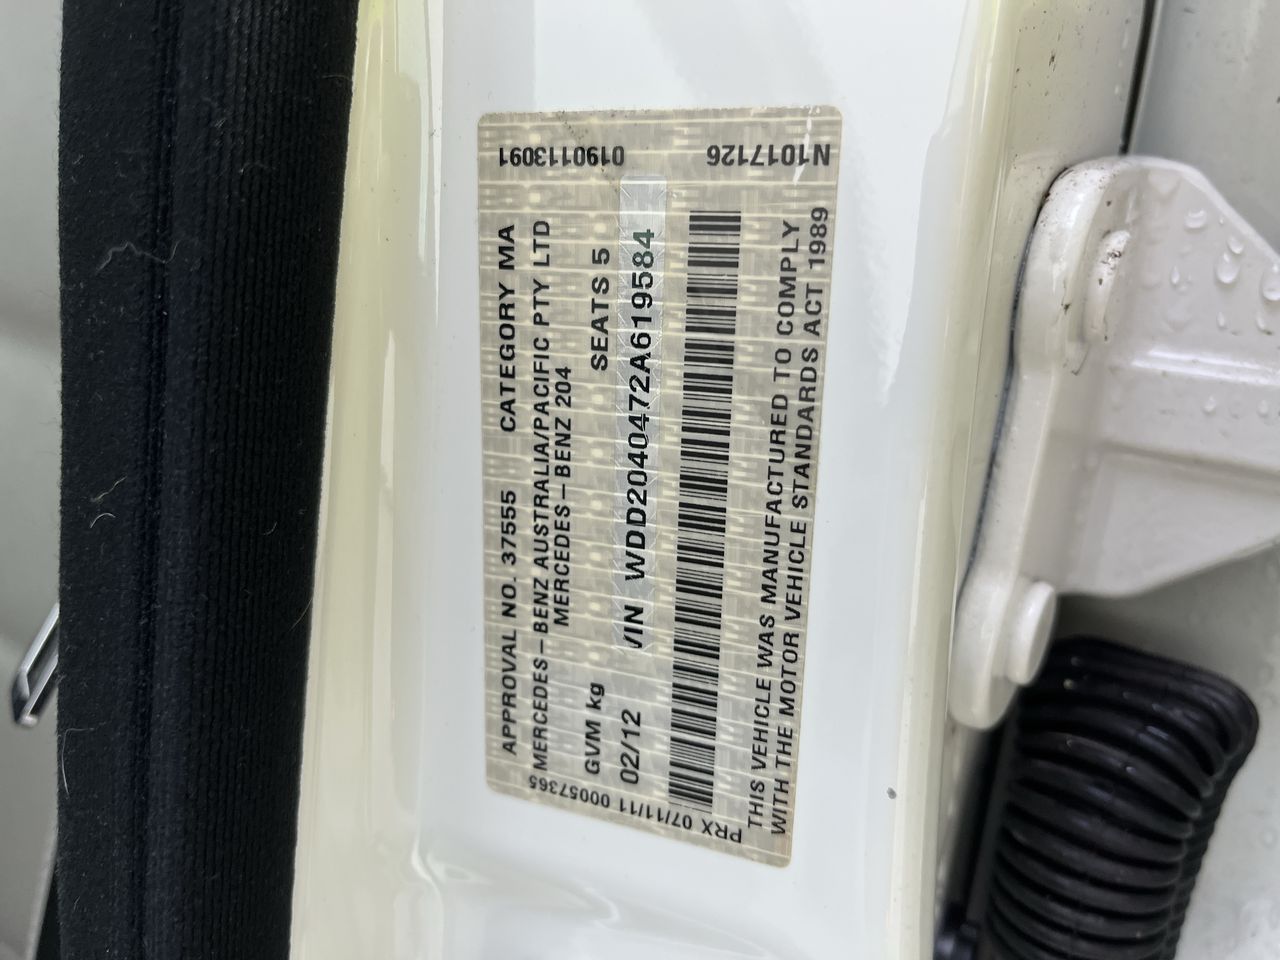 APPROVAL NO. 37555 CATEGORY MA
MERCEDES-BENZ AUSTRALIA/PACIFIC PTY LTD
MERCEDES-BENZ 204
GVM kg SEATS 5
02/12 VIN WDD2040472A619584
THIS VEHICLE WAS MANUFACTURED TO COMPLY
WITH THE MOTOR VEHICLE STANDARDS ACT 1989
0190113091 N1017126
PRX 07/11/11 00057365